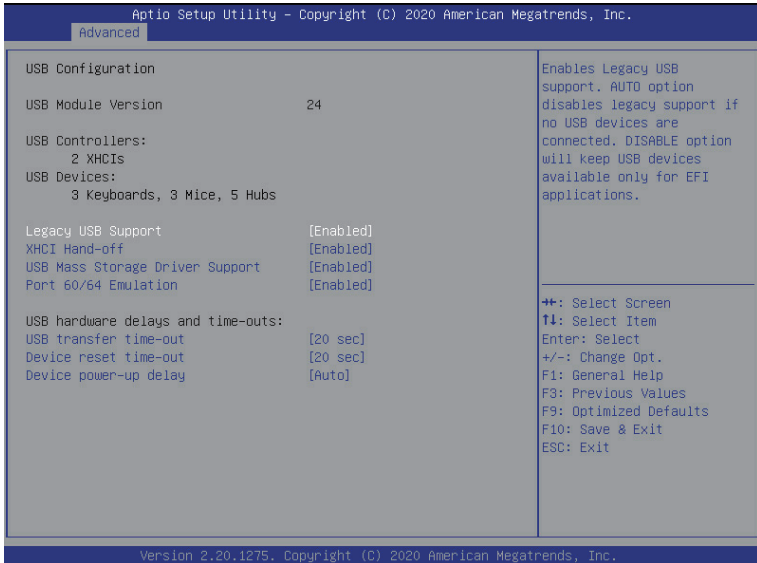 Aptio Setup Utility – Copyright (C) 2020 American Megatrends, Inc.
Advanced
USB Configuration
USB Module Version 24
USB Controllers:
2 XHCIs
USB Devices:
3 Keyboards, 3 Mice, 5 Hubs
Legacy USB Support [Enabled]
XHCI Hand-off [Enabled]
USB Mass Storage Driver Support [Enabled]
Port 60/64 Emulation [Enabled]
USB hardware delays and time-outs:
USB transfer time-out [20 sec]
Device reset time-out [20 sec]
Device power-up delay [Auto]
Enables Legacy USB
support. AUTO option
disables legacy support if
no USB devices are
connected. DISABLE option
will keep USB devices
available only for EFI
applications.
→←: Select Screen
↑↓: Select Item
Enter: Select
+/-: Change Opt.
F1: General Help
F3: Previous Values
F9: Optimized Defaults
F10: Save & Exit
ESC: Exit
Version 2.20.1275. Copyright (C) 2020 American Megatrends, Inc.